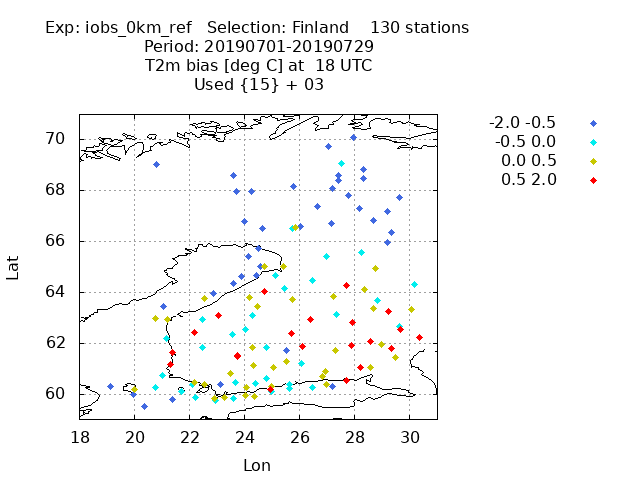 Exp: iobs_0km_ref   Selection: Finland    130 stations
Period: 20190701-20190729
T2m bias [deg C] at  18 UTC
Used {15} + 03
-2.0 -0.5
-0.5 0.0
0.0 0.5
0.5 2.0
70
68
66
64
62
60
Lat
18 20 22 24 26 28 30
Lon